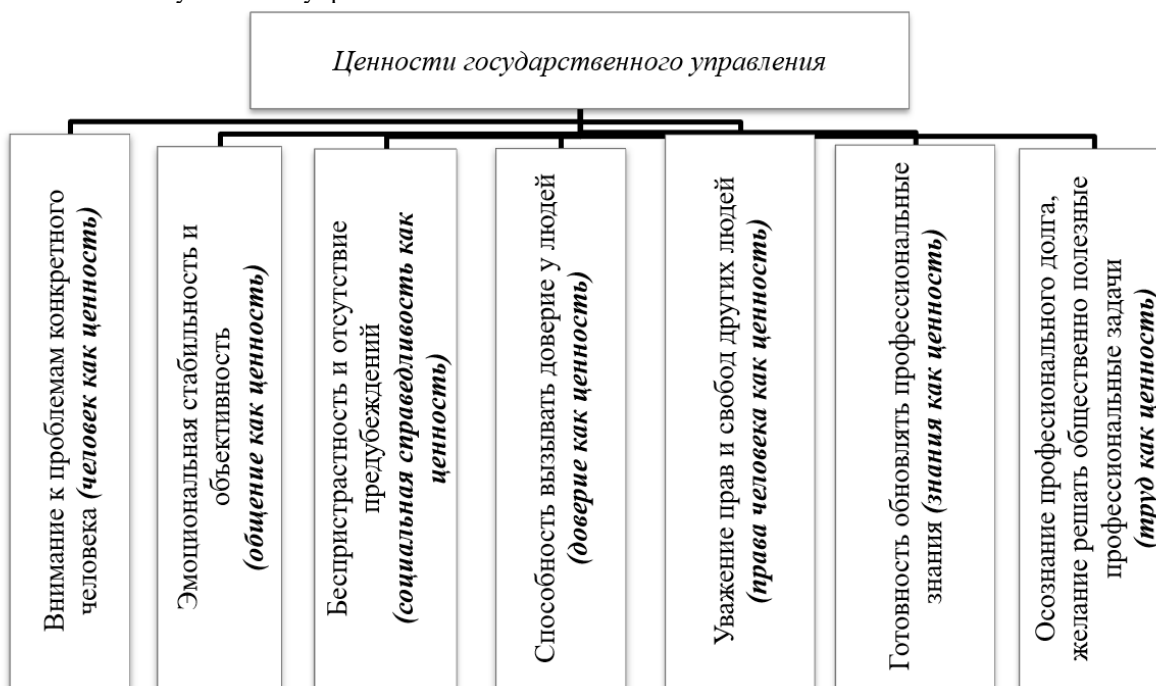 Ценности государственного управления
Внимание к проблемам конкретного
человека (человек как ценность)
Эмоциональная стабильность и
объективность
(общение как ценность)
Беспристрастность и отсутствие
предубеждений
(социальная справедливость как
ценность)
Способность вызывать доверие у людей
(доверие как ценность)
Уважение прав и свобод других людей
(права человека как ценность)
Готовность обновлять профессиональные
знания (знания как ценность)
Осознание професионального долга,
желание решать общественно полезные
профессиональные задачи
(труд как ценность)